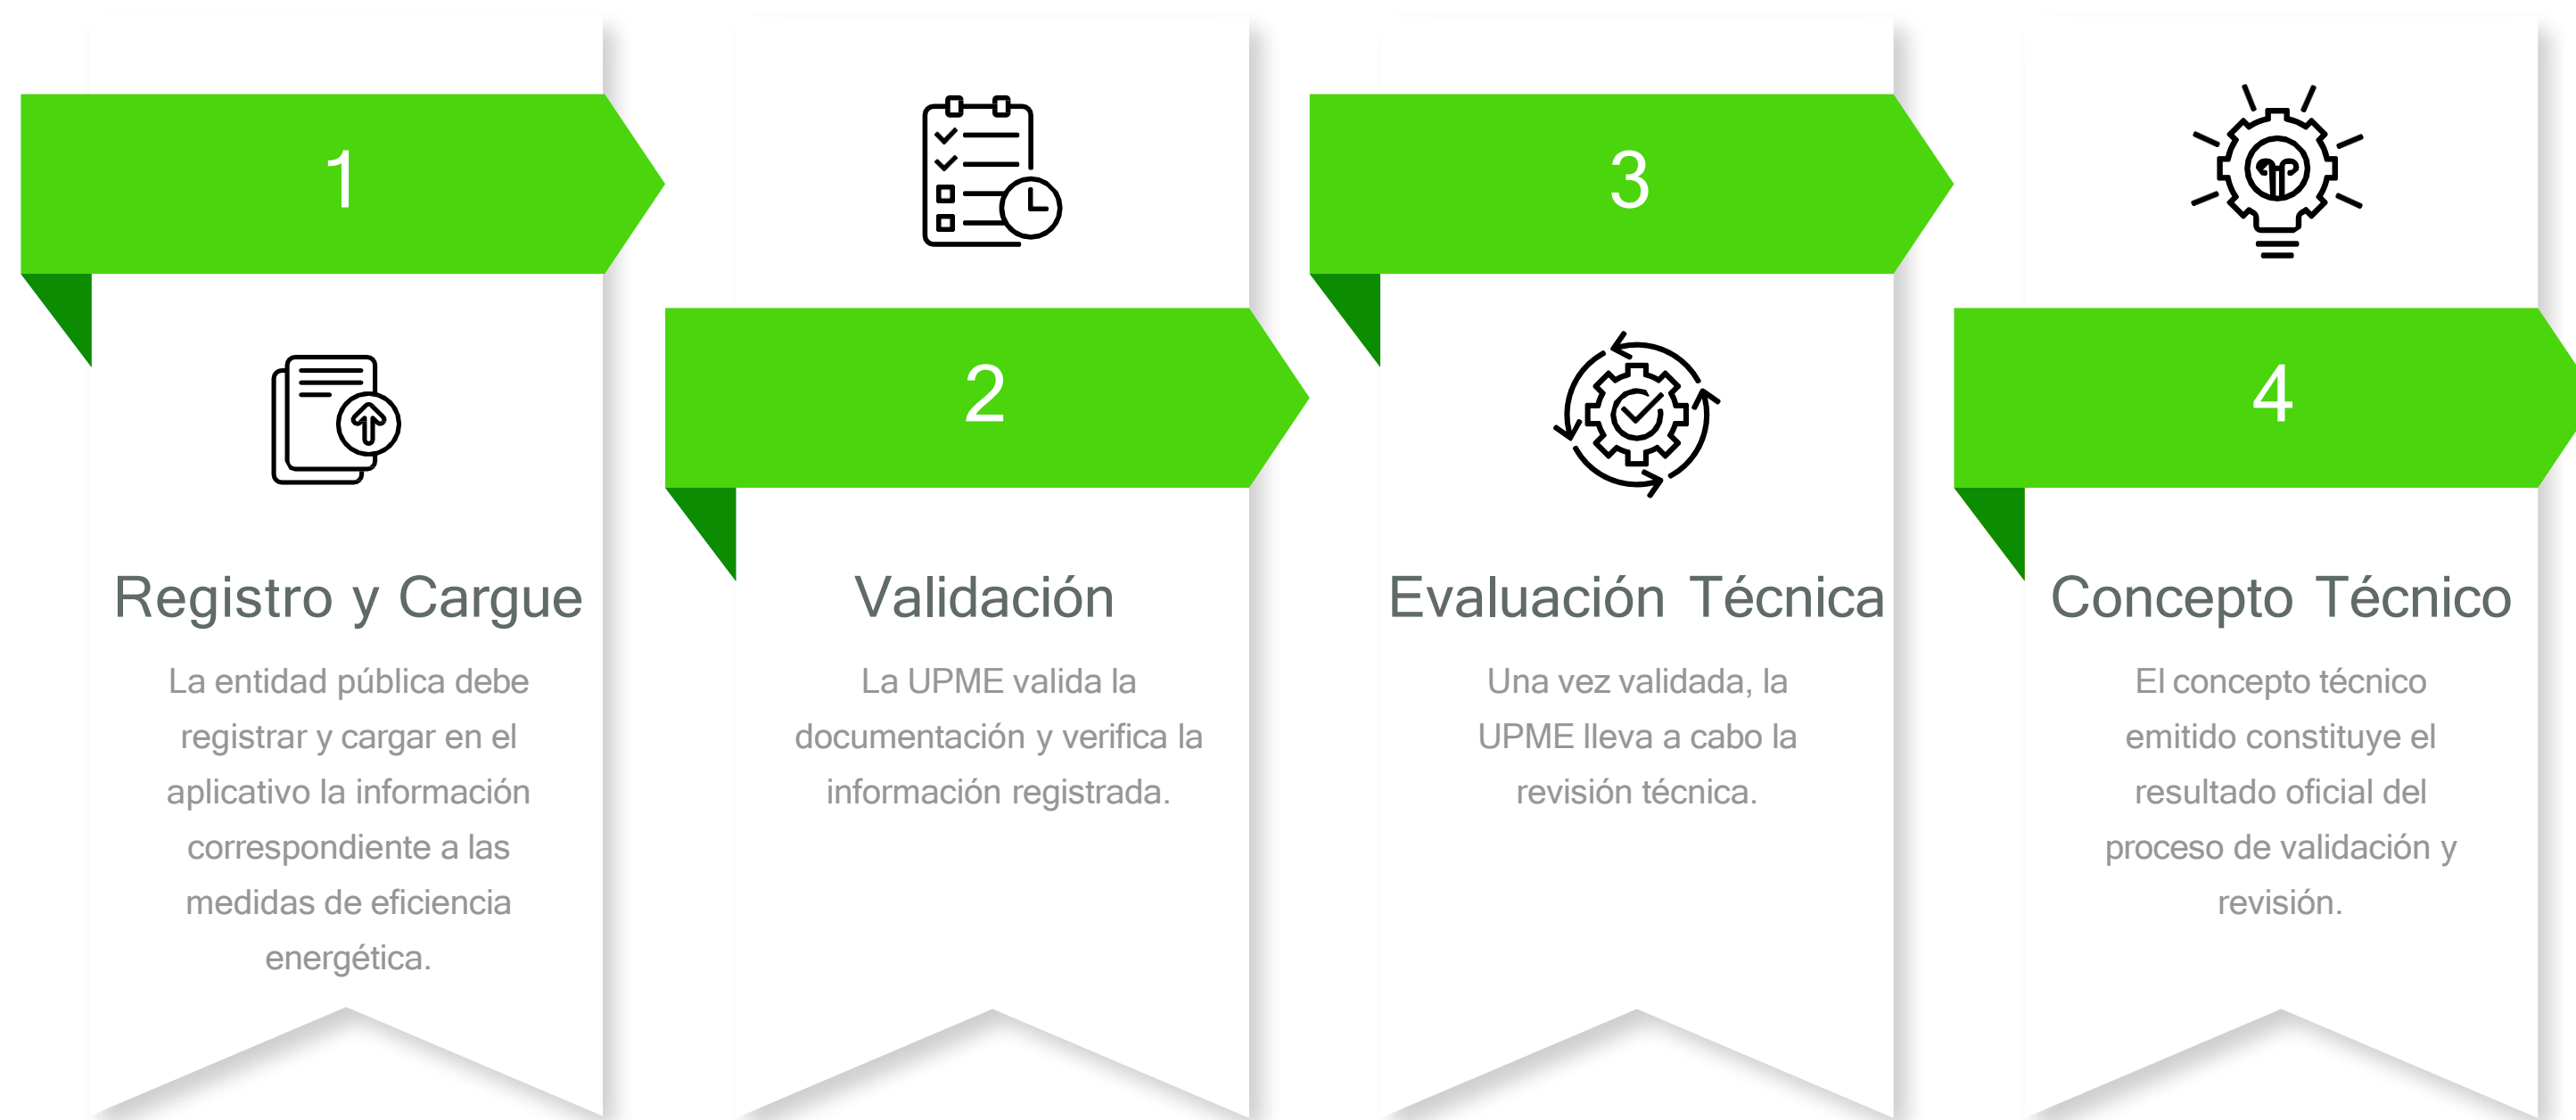 1
Registro y Cargue
La entidad pública debe
registrar y cargar en el
aplicativo la información
correspondiente a las
medidas de eficiencia
energética.
2
Validación
La UPME valida la
documentación y verifica la
información registrada.
3
Evaluación Técnica
Una vez validada, la
UPME lleva a cabo la
revisión técnica.
4
Concepto Técnico
El concepto técnico
emitido constituye el
resultado oficial del
proceso de validación y
revisión.